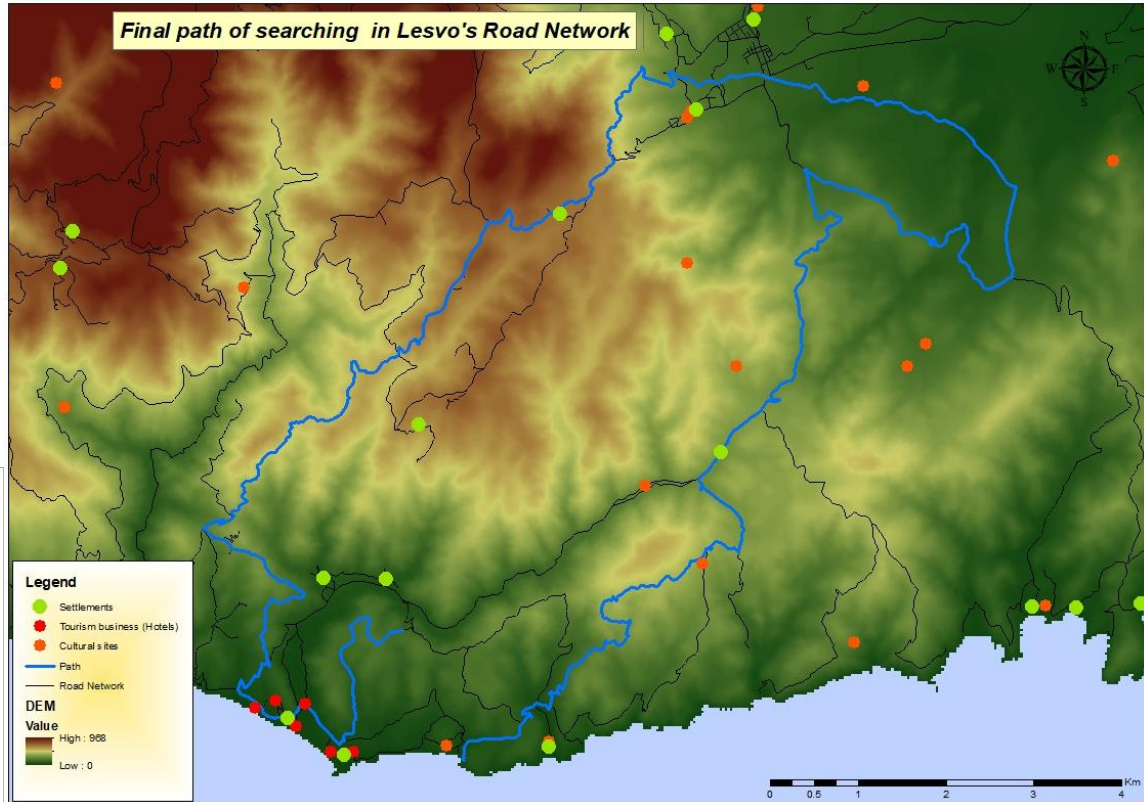 Final path of searching in Lesvo's Road Network
N
W E
S
Legend
Settlements
Tourism business (Hotels)
Cultural sites
Path
Road Network
DEM
Value
High : 968
Low : 0
Km
0 0.5 1 2 3 4